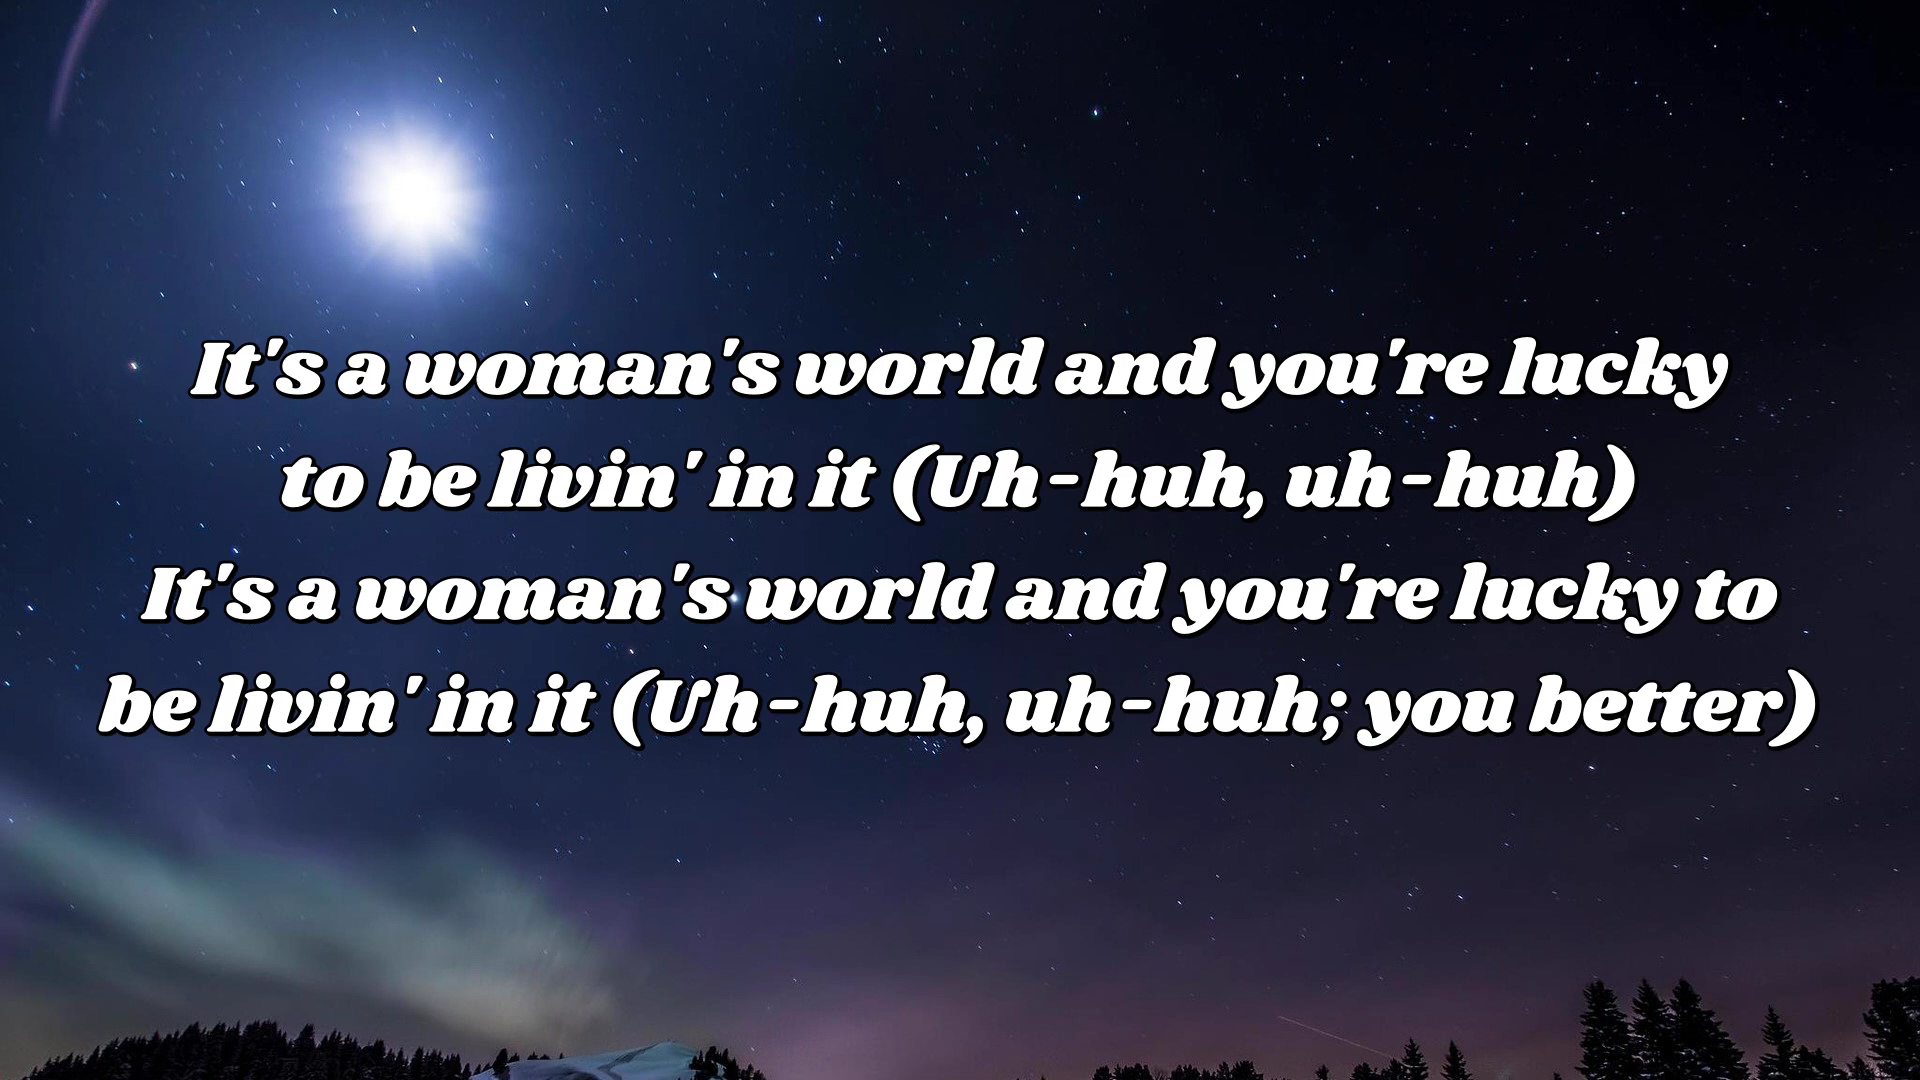 It's a woman's world and you're lucky
to be livin' in it (Uh-huh, uh-huh)
It's a woman's world and you're lucky to
be livin' in it (Uh-huh, uh-huh; you better)